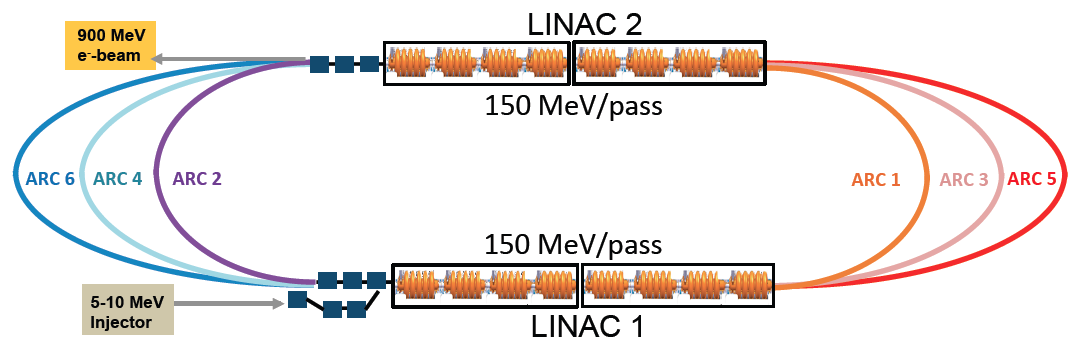 LINAC 2
900 MeV
e⁻-beam
150 MeV/pass
ARC 6
ARC 4
ARC 2
ARC 1
ARC 3
ARC 5
150 MeV/pass
5-10 MeV
Injector
LINAC 1